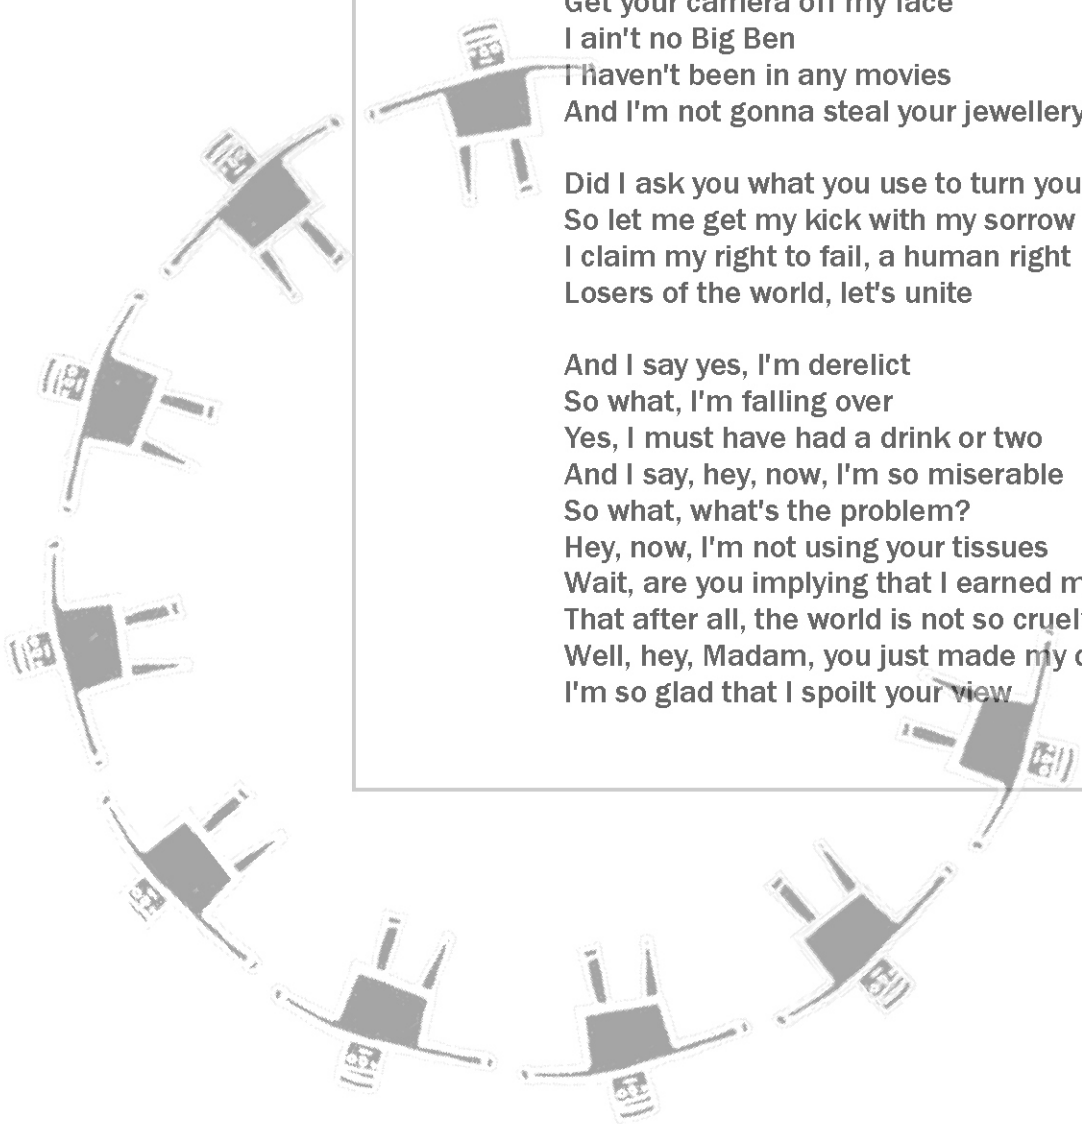 Get your camera off my face
I ain't no Big Ben
I haven't been in any movies
And I'm not gonna steal your jewellery
Did I ask you what you use to turn you
So let me get my kick with my sorrow
I claim my right to fail, a human right
Losers of the world, let's unite
And I say yes, I'm derelict
So what, I'm falling over
Yes, I must have had a drink or two
And I say, hey, now, I'm so miserable
So what, what's the problem?
Hey, now, I'm not using your tissues
Wait, are you implying that I earned
That after all, the world is not so cruel
Well, hey, Madam, you just made my
I'm so glad that I spoilt your view